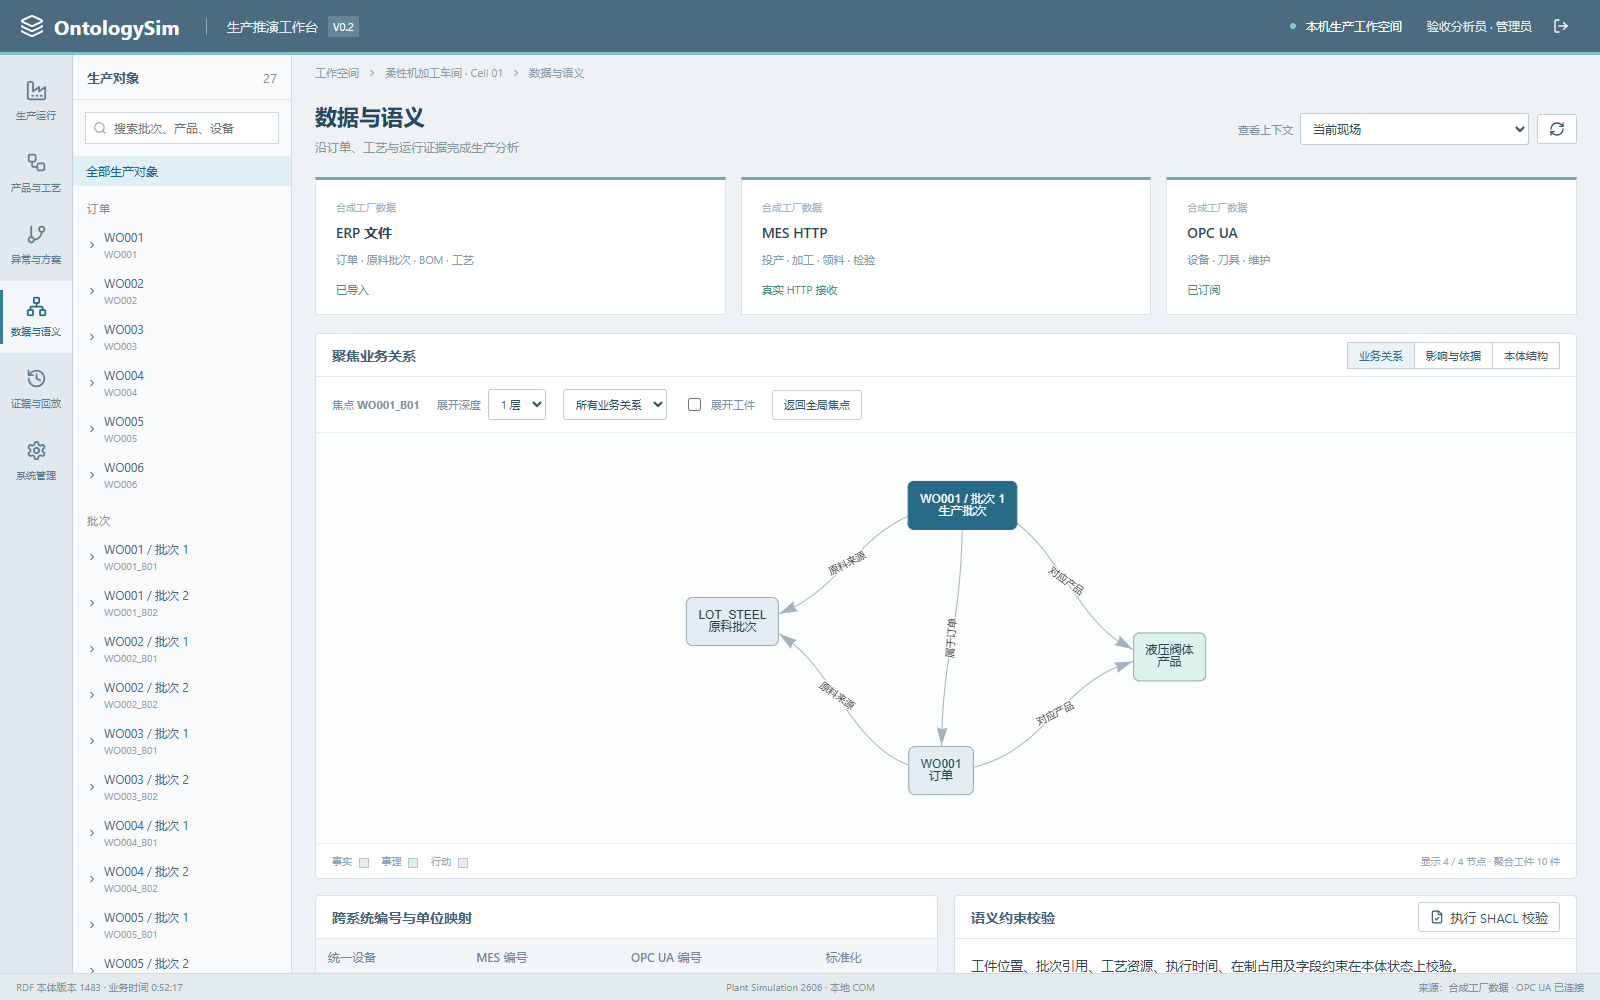 OntologySim
生产推演工作台
V0.2
本机生产工作空间
验收分析员 · 管理员
生产运行
产品与工艺
异常与方案
数据与语义
证据与回放
系统管理
生产对象
27
搜索批次、产品、设备
全部生产对象
订单
WO001
WO001
WO002
WO002
WO003
WO003
WO004
WO004
WO005
WO005
WO006
WO006
批次
WO001 / 批次 1
WO001_B01
WO001 / 批次 2
WO001_B02
WO002 / 批次 1
WO002_B01
WO002 / 批次 2
WO002_B02
WO003 / 批次 1
WO003_B01
WO003 / 批次 2
WO003_B02
WO004 / 批次 1
WO004_B01
WO004 / 批次 2
WO004_B02
WO005 / 批次 1
WO005_B01
WO005 / 批次 2
工作空间 > 柔性机加工车间 · Cell 01 > 数据与语义
数据与语义
沿订单、工艺与运行证据完成生产分析
查看上下文
当前现场
合成工厂数据
ERP 文件
订单 · 原料批次 · BOM · 工艺
已导入
合成工厂数据
MES HTTP
投产 · 加工 · 领料 · 检验
真实 HTTP 接收
合成工厂数据
OPC UA
设备 · 刀具 · 维护
已订阅
聚焦业务关系
业务关系
影响与依据
本体结构
焦点 WO001_B01
展开深度
1 层
所有业务关系
展开工件
返回全局焦点
WO001 / 批次 1
生产批次
原料来源
对应产品
LOT_STEEL
原料批次
属于订单
液压阀体
产品
原料来源
对应产品
WO001
订单
事实
事理
行动
显示 4 / 4 节点 · 聚合工件 10 件
跨系统编号与单位映射
统一设备
MES 编号
OPC UA 编号
标准化
语义约束校验
执行 SHACL 校验
工件位置、批次引用、工艺资源、执行时间、在制占用及字段约束在本体状态上校验。
RDF 本体版本 1483 · 业务时间 0:52:17
Plant Simulation 2606 · 本地 COM
来源：合成工厂数据 · OPC UA 已连接